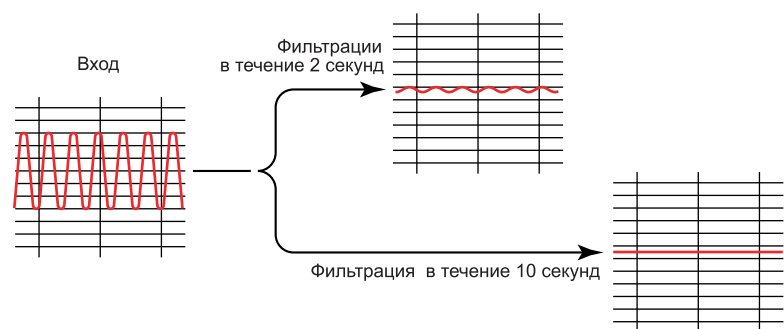 Вход
Фильтрации
в течение 2 секунд
Фильтрация в течение 10 секунд